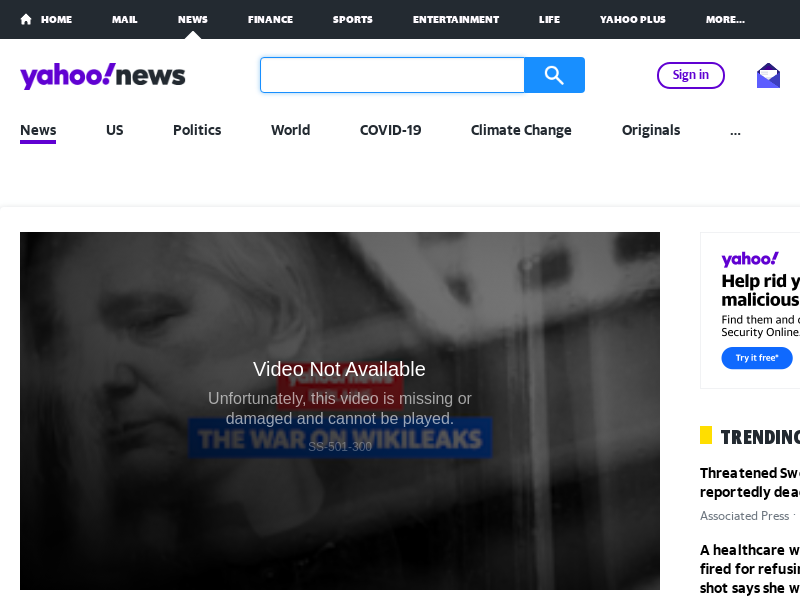 HOME MAIL NEWS FINANCE SPORTS ENTERTAINMENT LIFE YAHOO PLUS MORE...
yahoo!news
Sign in
News US Politics World COVID-19 Climate Change Originals ...
Video Not Available
Unfortunately, this video is missing or
damaged and cannot be played.
THE WAR ON WIKILEAKS
SS-501-300
yahoo!
Help rid y
malicious
Find them and
Security Online
Try it free*
TRENDING
Threatened Sw
reportedly dea
Associated Press ·
A healthcare w
fired for refusin
shot says she w